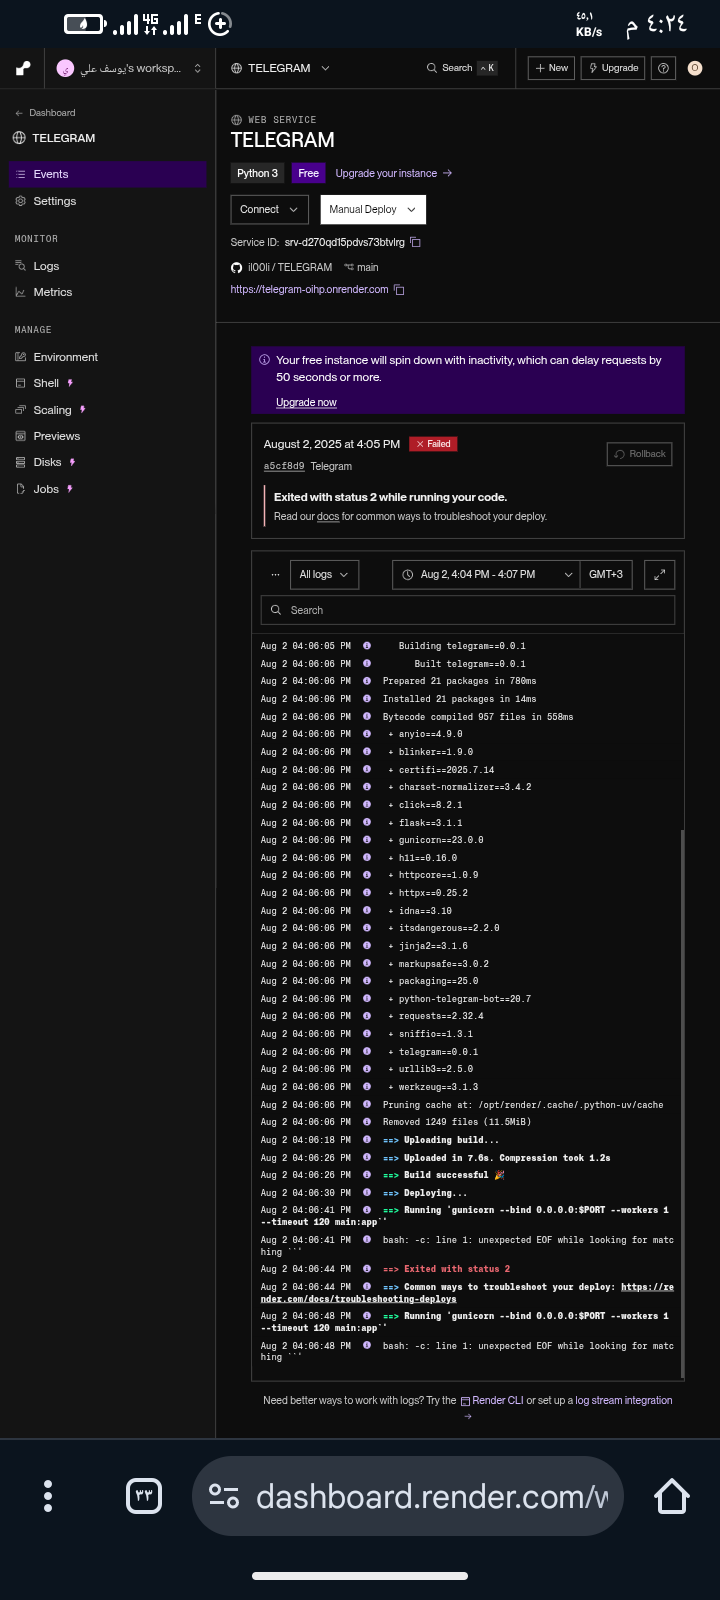 4G
E
٤٥,١
KB/s
٤:٢٤ م
ي
يوسف علي's worksp...
TELEGRAM
Search
^ K
+ New
Upgrade
O
← Dashboard
TELEGRAM
Events
Settings
MONITOR
Logs
Metrics
MANAGE
Environment
Shell
Scaling
Previews
Disks
Jobs
WEB SERVICE
TELEGRAM
Python 3
Free
Upgrade your instance →
Connect
Manual Deploy
Service ID: srv-d270qd15pdvs73btvlrg
il00li / TELEGRAM main
https://telegram-oihp.onrender.com
Your free instance will spin down with inactivity, which can delay requests by
50 seconds or more.
Upgrade now
August 2, 2025 at 4:05 PM
Failed
a5cf8d9 Telegram
Rollback
Exited with status 2 while running your code.
Read our docs for common ways to troubleshoot your deploy.
... All logs
Aug 2, 4:04 PM - 4:07 PM
GMT+3
Search
Aug 2 04:06:05 PM Building telegram==0.0.1
Aug 2 04:06:06 PM Built telegram==0.0.1
Aug 2 04:06:06 PM Prepared 21 packages in 780ms
Aug 2 04:06:06 PM Installed 21 packages in 14ms
Aug 2 04:06:06 PM Bytecode compiled 957 files in 558ms
Aug 2 04:06:06 PM + anyio==4.9.0
Aug 2 04:06:06 PM + blinker==1.9.0
Aug 2 04:06:06 PM + certifi==2025.7.14
Aug 2 04:06:06 PM + charset-normalizer==3.4.2
Aug 2 04:06:06 PM + click==8.2.1
Aug 2 04:06:06 PM + flask==3.1.1
Aug 2 04:06:06 PM + gunicorn==23.0.0
Aug 2 04:06:06 PM + h11==0.16.0
Aug 2 04:06:06 PM + httpcore==1.0.9
Aug 2 04:06:06 PM + httpx==0.25.2
Aug 2 04:06:06 PM + idna==3.10
Aug 2 04:06:06 PM + itsdangerous==2.2.0
Aug 2 04:06:06 PM + jinja2==3.1.6
Aug 2 04:06:06 PM + markupsafe==3.0.2
Aug 2 04:06:06 PM + packaging==25.0
Aug 2 04:06:06 PM + python-telegram-bot==20.7
Aug 2 04:06:06 PM + requests==2.32.4
Aug 2 04:06:06 PM + sniffio==1.3.1
Aug 2 04:06:06 PM + telegram==0.0.1
Aug 2 04:06:06 PM + urllib3==2.5.0
Aug 2 04:06:06 PM + werkzeug==3.1.3
Aug 2 04:06:06 PM Pruning cache at: /opt/render/.cache/.python-uv/cache
Aug 2 04:06:06 PM Removed 1249 files (11.5MiB)
Aug 2 04:06:18 PM ==> Uploading build...
Aug 2 04:06:26 PM ==> Uploaded in 7.6s. Compression took 1.2s
Aug 2 04:06:26 PM ==> Build successful 🎉
Aug 2 04:06:30 PM ==> Deploying...
Aug 2 04:06:41 PM ==> Running 'gunicorn --bind 0.0.0.0:$PORT --workers 1
--timeout 120 main:app`'
Aug 2 04:06:41 PM bash: -c: line 1: unexpected EOF while looking for matc
hing ``'
Aug 2 04:06:44 PM ==> Exited with status 2
Aug 2 04:06:44 PM ==> Common ways to troubleshoot your deploy: https://re
nder.com/docs/troubleshooting-deploys
Aug 2 04:06:48 PM ==> Running 'gunicorn --bind 0.0.0.0:$PORT --workers 1
--timeout 120 main:app`'
Aug 2 04:06:48 PM bash: -c: line 1: unexpected EOF while looking for matc
hing ``'
Need better ways to work with logs? Try the Render CLI or set up a log stream integration
→
٣٣
dashboard.render.com/w